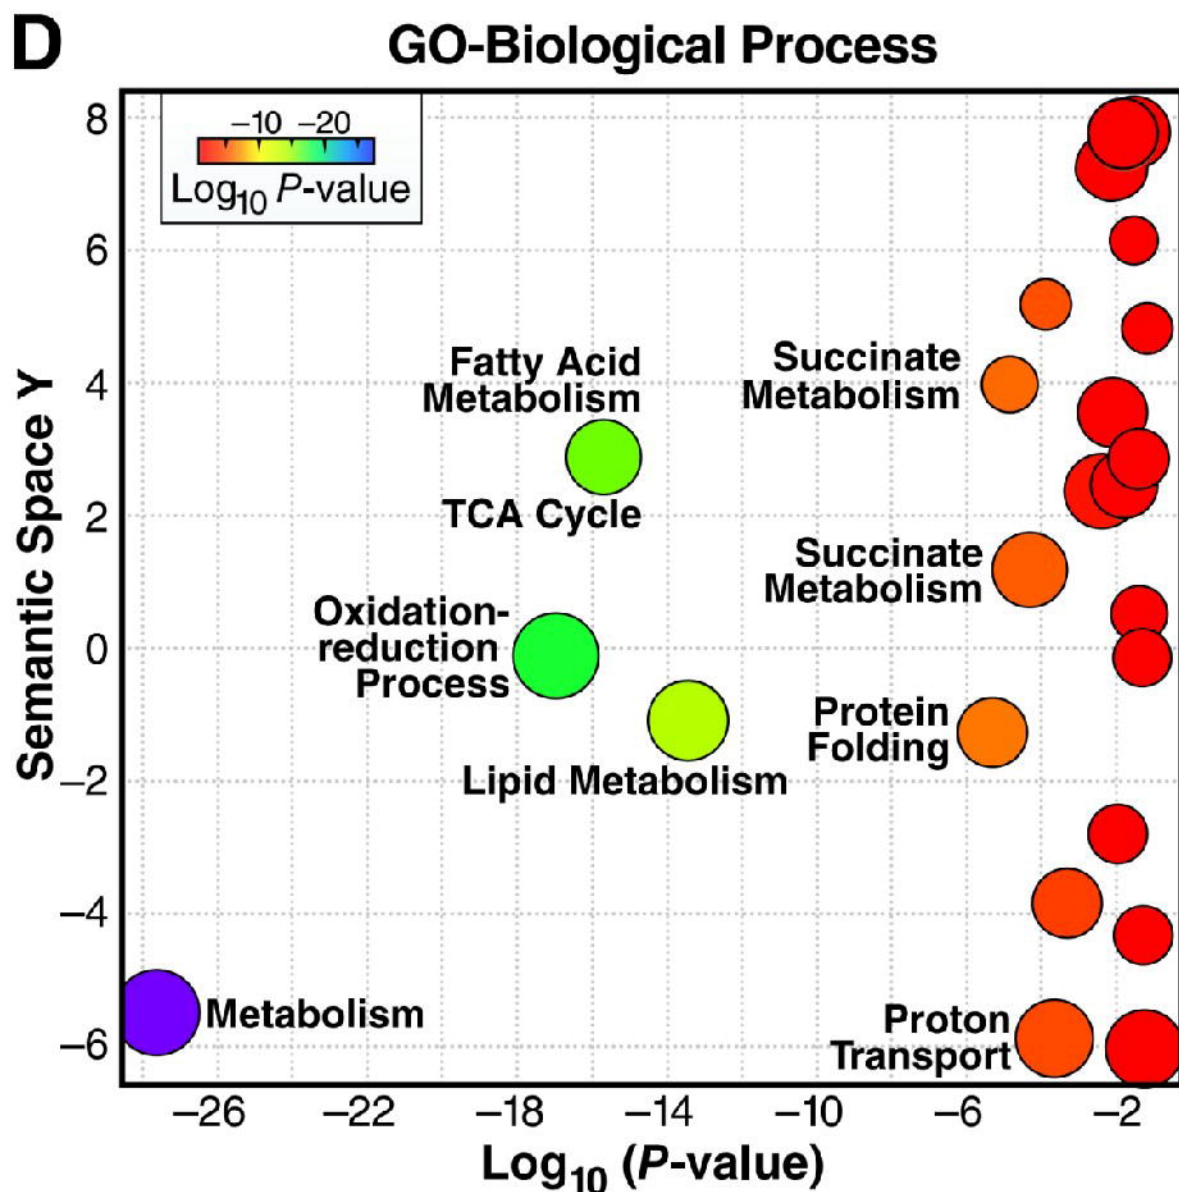 D
GO-Biological Process
–10 –20
Log10 P-value
8
6
4
2
0
–2
–4
–6
Semantic Space Y
Fatty Acid
Metabolism
TCA Cycle
Succinate
Metabolism
Succinate
Metabolism
Oxidation-
reduction
Process
Lipid Metabolism
Protein
Folding
Metabolism
Proton
Transport
–26 –22 –18 –14 –10 –6 –2
Log10 (P-value)